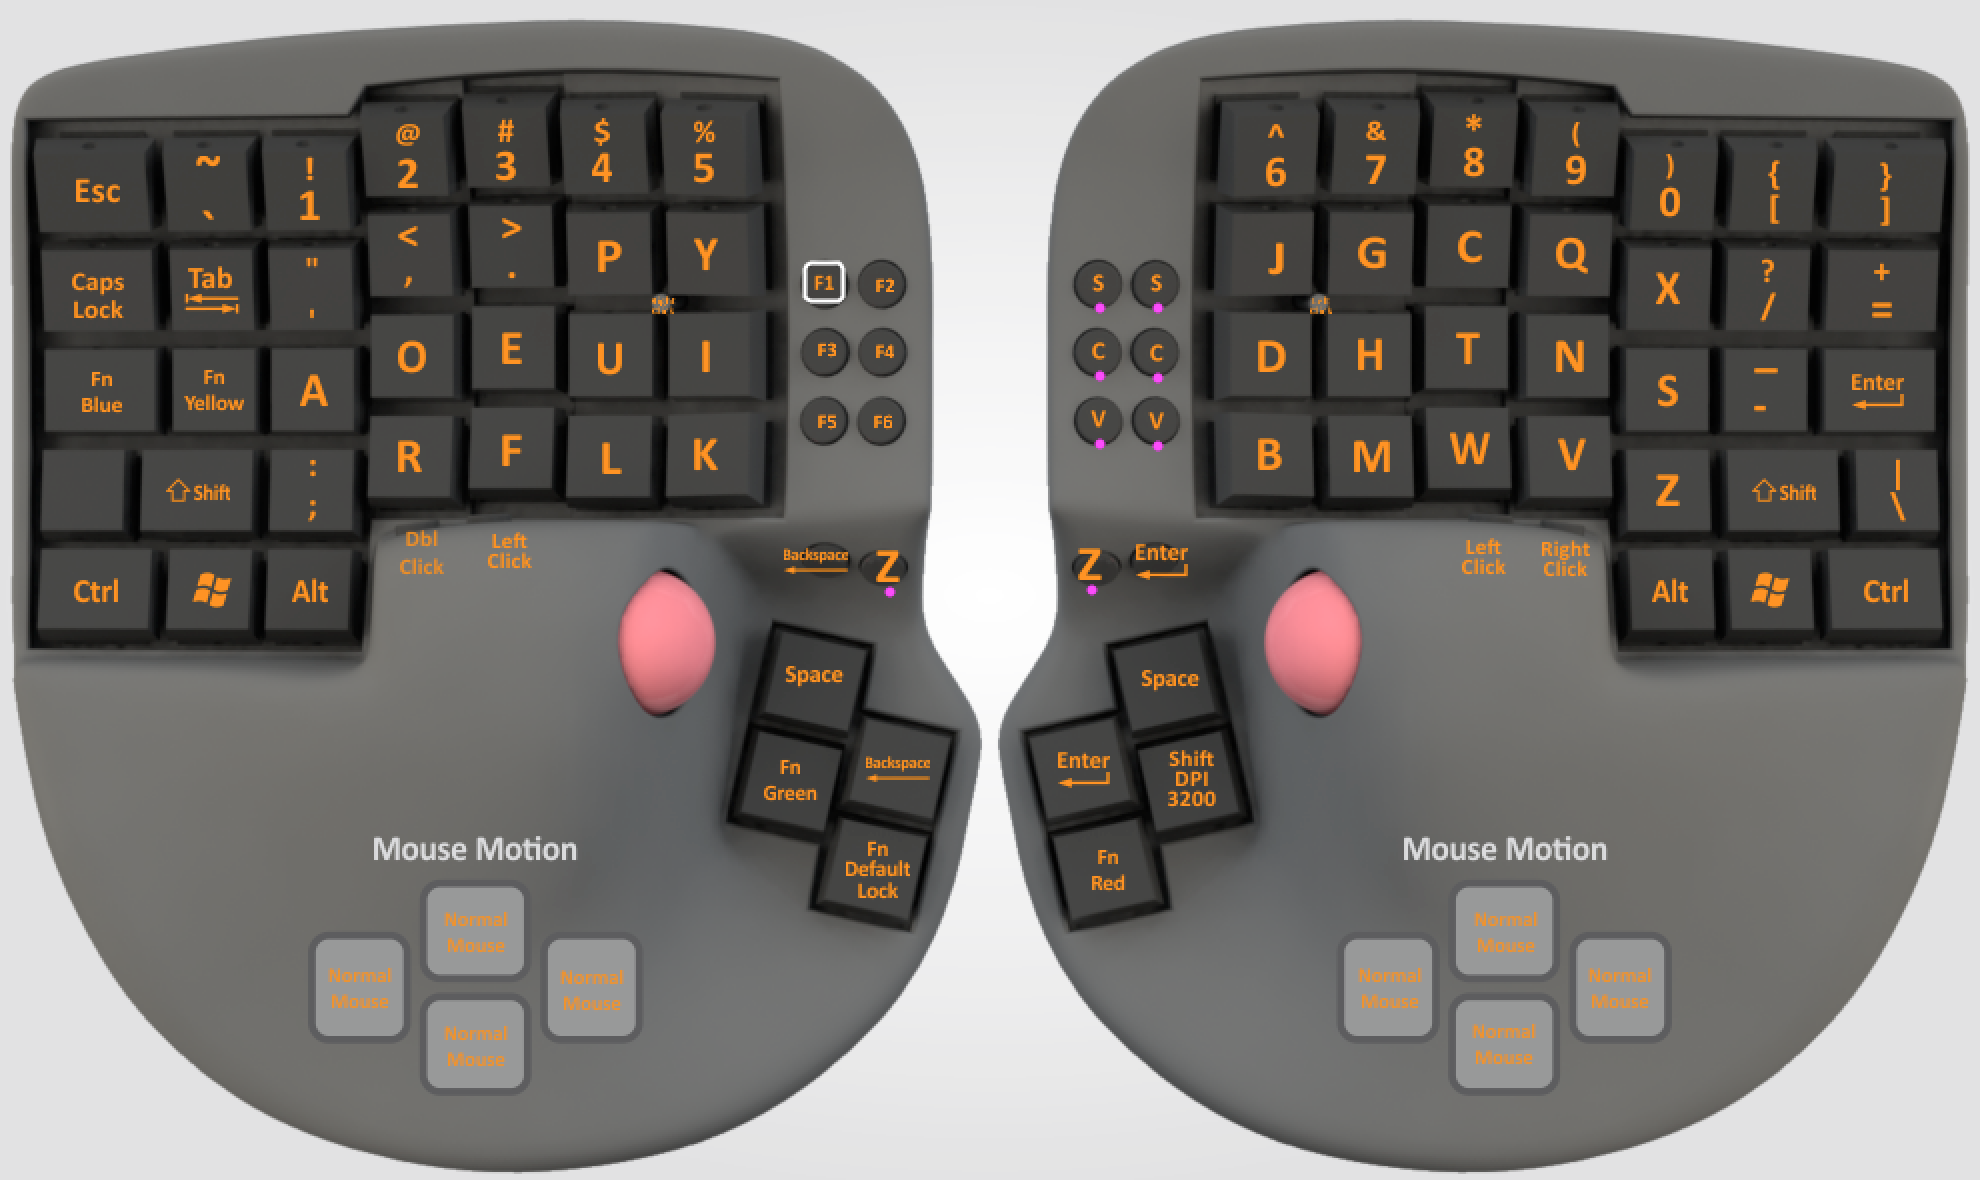 Esc
~
`
!
1
@
2
#
3
$
4
%
5
^
6
&
7
*
8
(
9
)
0
{
[
}
]
Caps
Lock
Tab
"
'
<
,
>
.
P
Y
F1
F2
S
S
J
G
C
Q
X
?
/
+
=
Fn
Blue
Fn
Yellow
A
O
E
U
I
F3
F4
C
C
D
H
T
N
S
_
-
Enter
Shift
:
;
R
F
L
K
F5
F6
V
V
B
M
W
V
Z
Shift
|
\
Ctrl
Alt
Dbl
Click
Left
Click
Backspace
Z
Z
Enter
Left
Click
Right
Click
Alt
Ctrl
Space
Fn
Green
Backspace
Fn
Default
Lock
Space
Enter
Shift
DPI
3200
Fn
Red
Mouse Motion
Normal
Mouse
Normal
Mouse
Normal
Mouse
Normal
Mouse
Mouse Motion
Normal
Mouse
Normal
Mouse
Normal
Mouse
Normal
Mouse